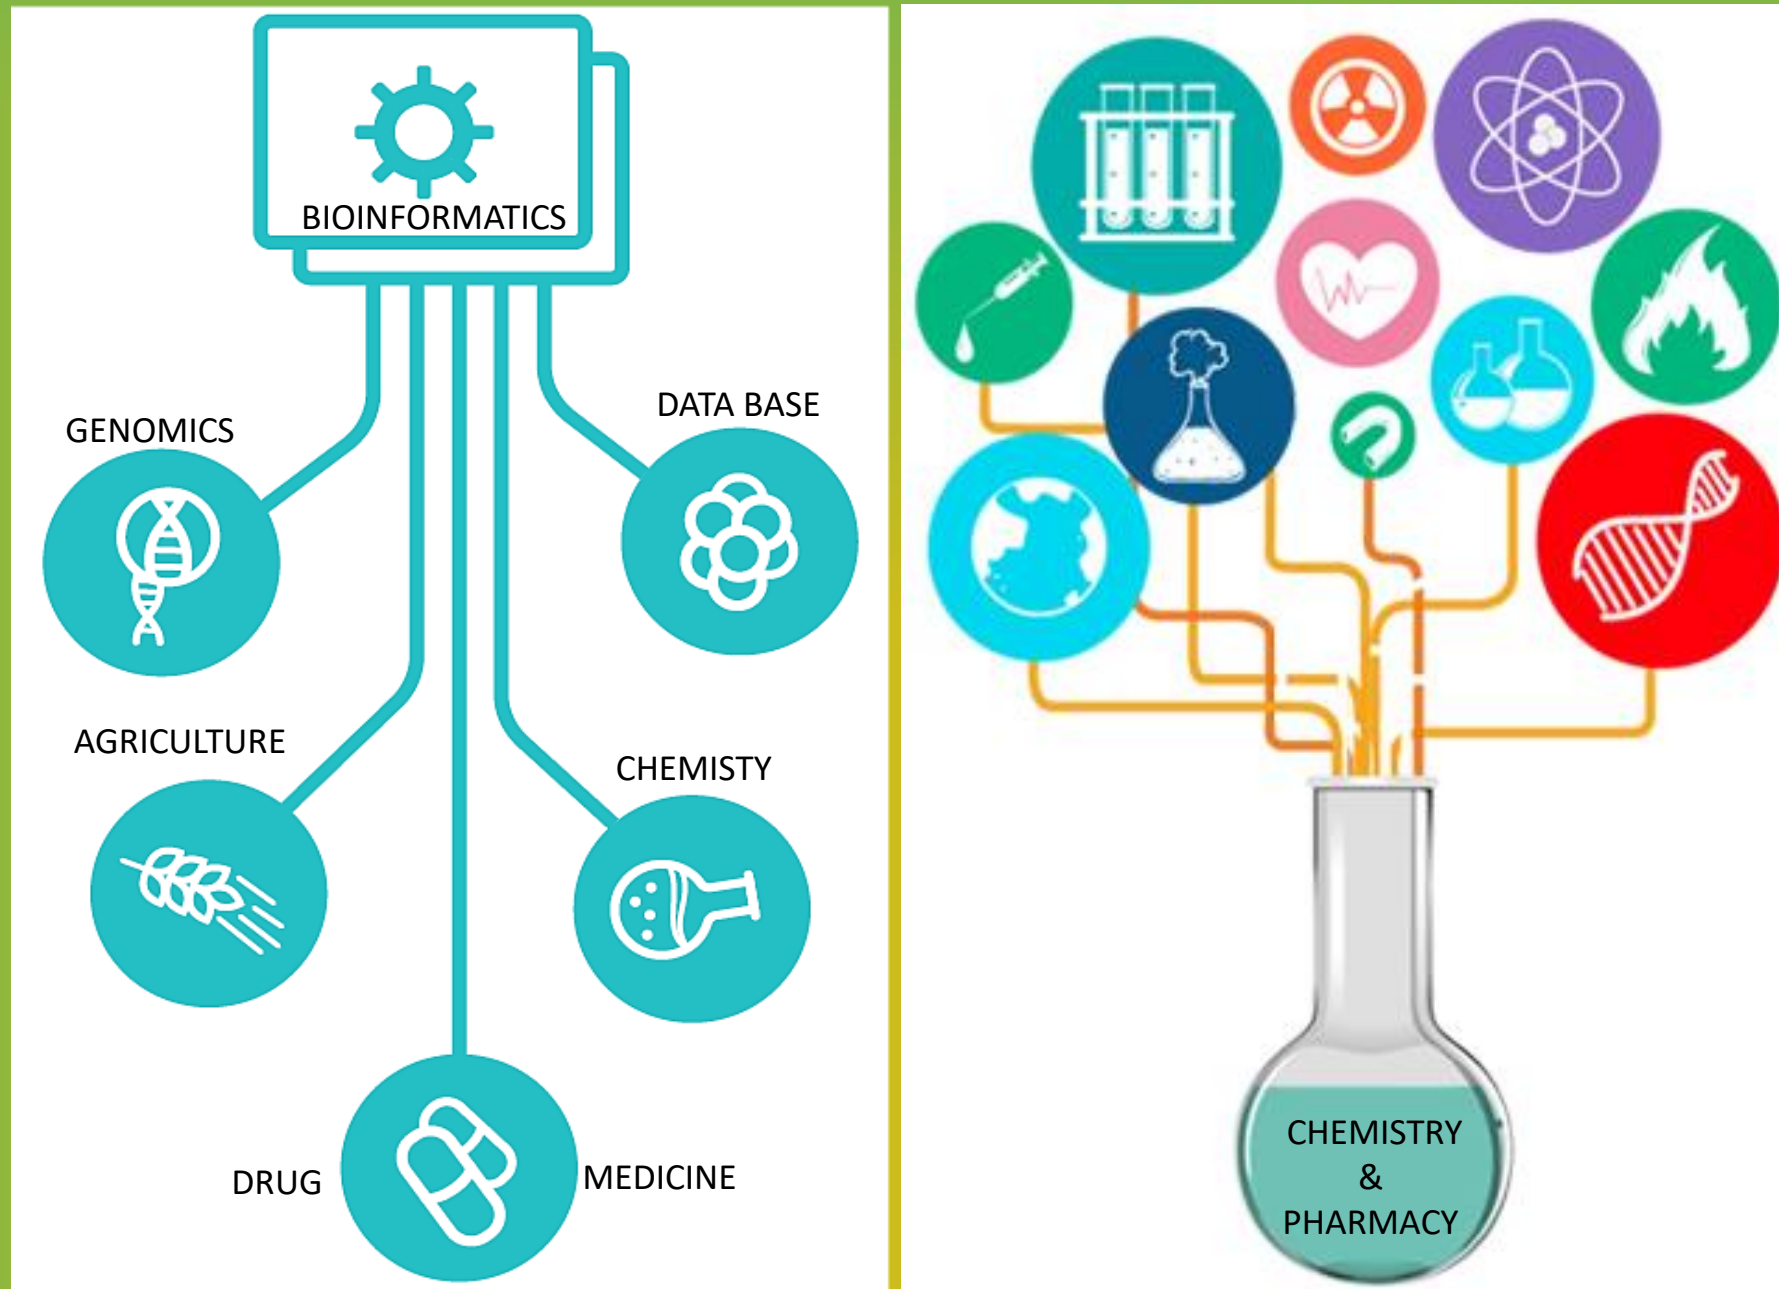 BIOINFORMATICS
GENOMICS
DATA BASE
AGRICULTURE
CHEMISTY
DRUG
MEDICINE
CHEMISTRY
&
PHARMACY